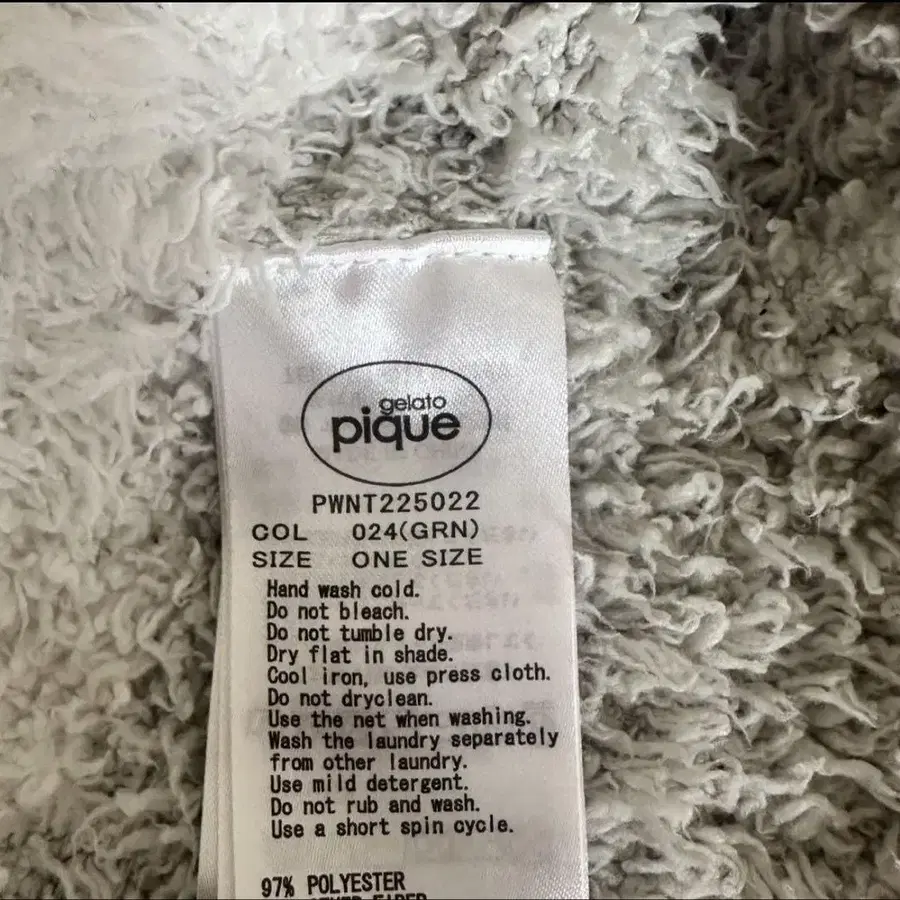 gelato
pique
PWNT225022
COL 024(GRN)
SIZE ONE SIZE
Hand wash cold.
Do not bleach.
Do not tumble dry.
Dry flat in shade.
Cool iron, use press cloth.
Do not dryclean.
Use the net when washing.
Wash the laundry separately
from other laundry.
Use mild detergent.
Do not rub and wash.
Use a short spin cycle.
97% POLYESTER